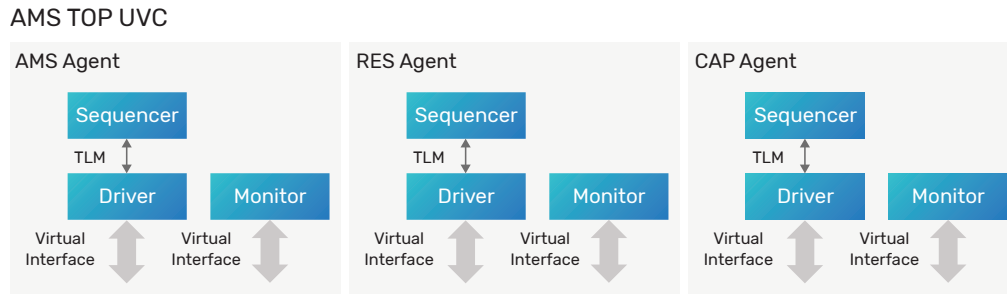 AMS TOP UVC
AMS Agent
Sequencer
TLM
Driver
Monitor
Virtual
Interface
Virtual
Interface
RES Agent
Sequencer
TLM
Driver
Monitor
Virtual
Interface
Virtual
Interface
CAP Agent
Sequencer
TLM
Driver
Monitor
Virtual
Interface
Virtual
Interface